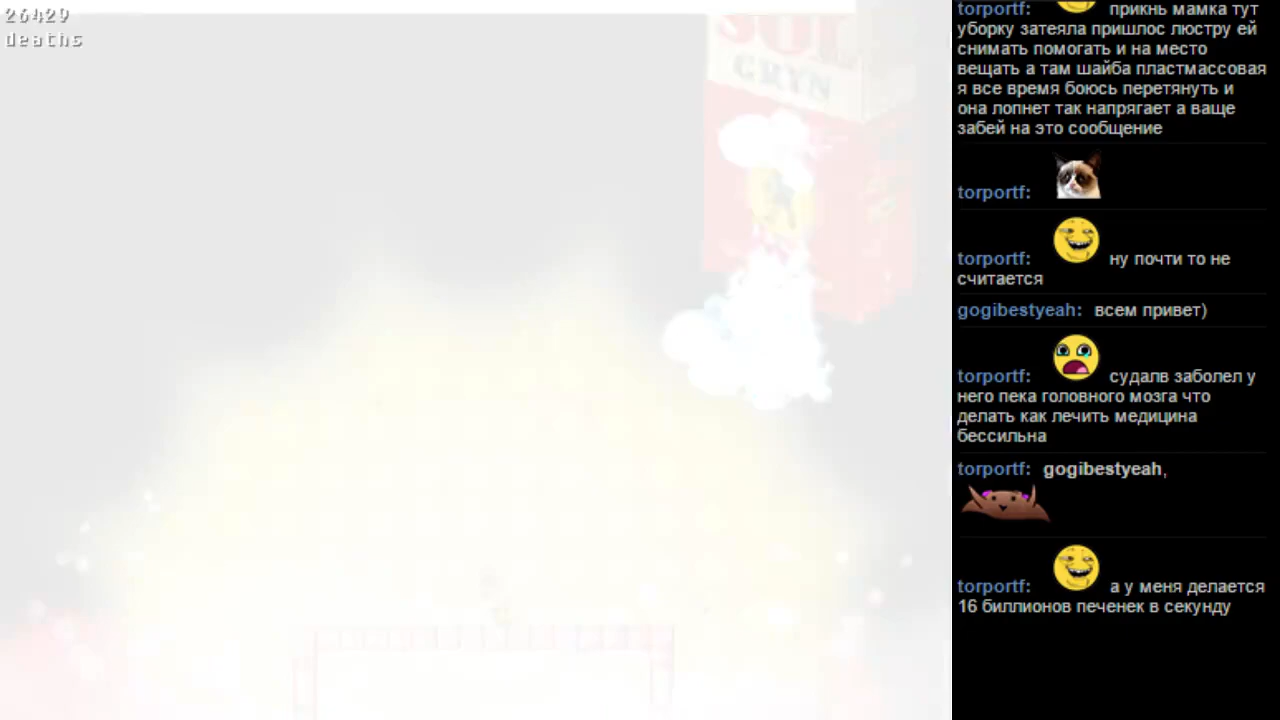 26429
deaths
SOL
GRYN
torportf: прикнь мамка тут
уборку затеяла пришлос люстру ей
снимать помогать и на место
вещать а там шайба пластмассовая
я все время боюсь перетянуть и
она лопнет так напрягает а ваще
забей на это сообщение
torportf:
torportf: ну почти то не
считается
gogibestyeah: всем привет)
torportf: судалв заболел у
него пека головного мозга что
делать как лечить медицина
бессильна
torportf: gogibestyeah,
torportf: а у меня делается
16 биллионов печенек в секунду